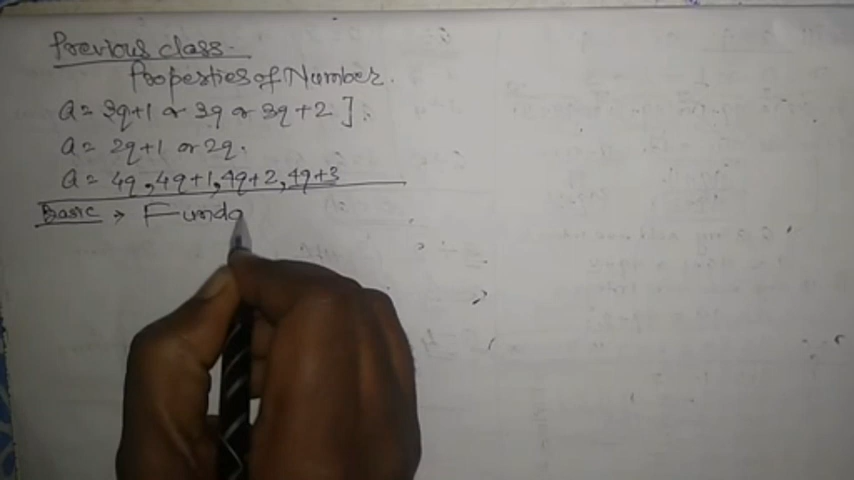 Previous class.
Properties of Number.
a = 3q+1 or 3q or 3q+2 ].
a = 2q+1 or 2q.
a = 4q, 4q+1, 4q+2, 4q+3
Basic → Funda